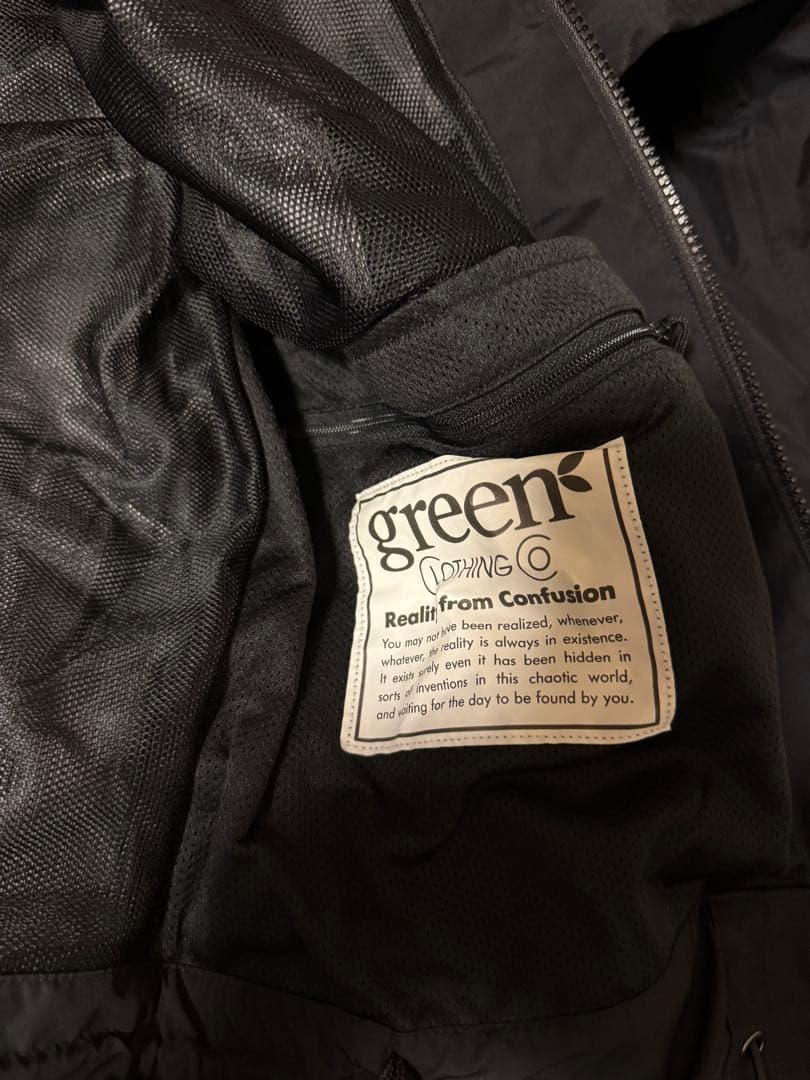 green
CLOTHING CO
Realit from Confusion
You may not have been realized, whenever,
whatever, the reality is always in existence.
It exists surely even it has been hidden in
sorts of inventions in this chaotic world,
and waiting for the day to be found by you.